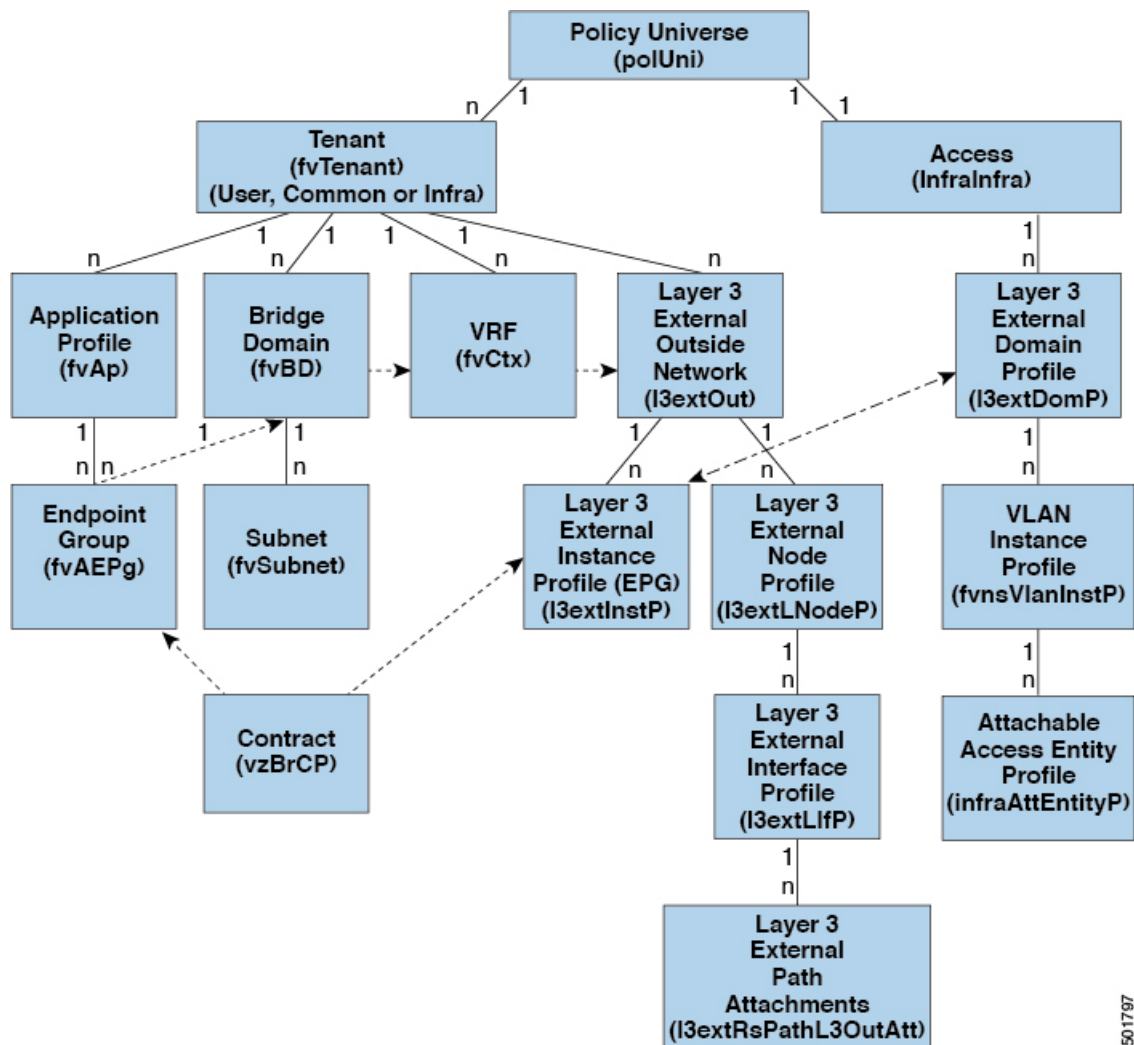 Policy Universe
(polUni)
n
1
1
1
Tenant
(fvTenant)
(User, Common or Infra)
Access
(InfraInfra)
1
1
1
1
1
n
n
n
n
n
Application
Profile
(fvAp)
Bridge
Domain
(fvBD)
VRF
(fvCtx)
Layer 3
External
Outside
Network
(l3extOut)
Layer 3
External
Domain
Profile
(l3extDomP)
1
1
1
1
1
1
n
n
n
n
n
n
Endpoint
Group
(fvAEPg)
Subnet
(fvSubnet)
Layer 3
External
Instance
Profile (EPG)
(l3extInstP)
Layer 3
External
Node
Profile
(l3extLNodeP)
VLAN
Instance
Profile
(fvnsVlanInstP)
1
n
1
n
Contract
(vzBrCP)
Layer 3
External
Interface
Profile
(l3extLIfP)
Attachable
Access Entity
Profile
(infraAttEntityP)
1
n
Layer 3
External
Path
Attachments
(l3extRsPathL3OutAtt)
501797